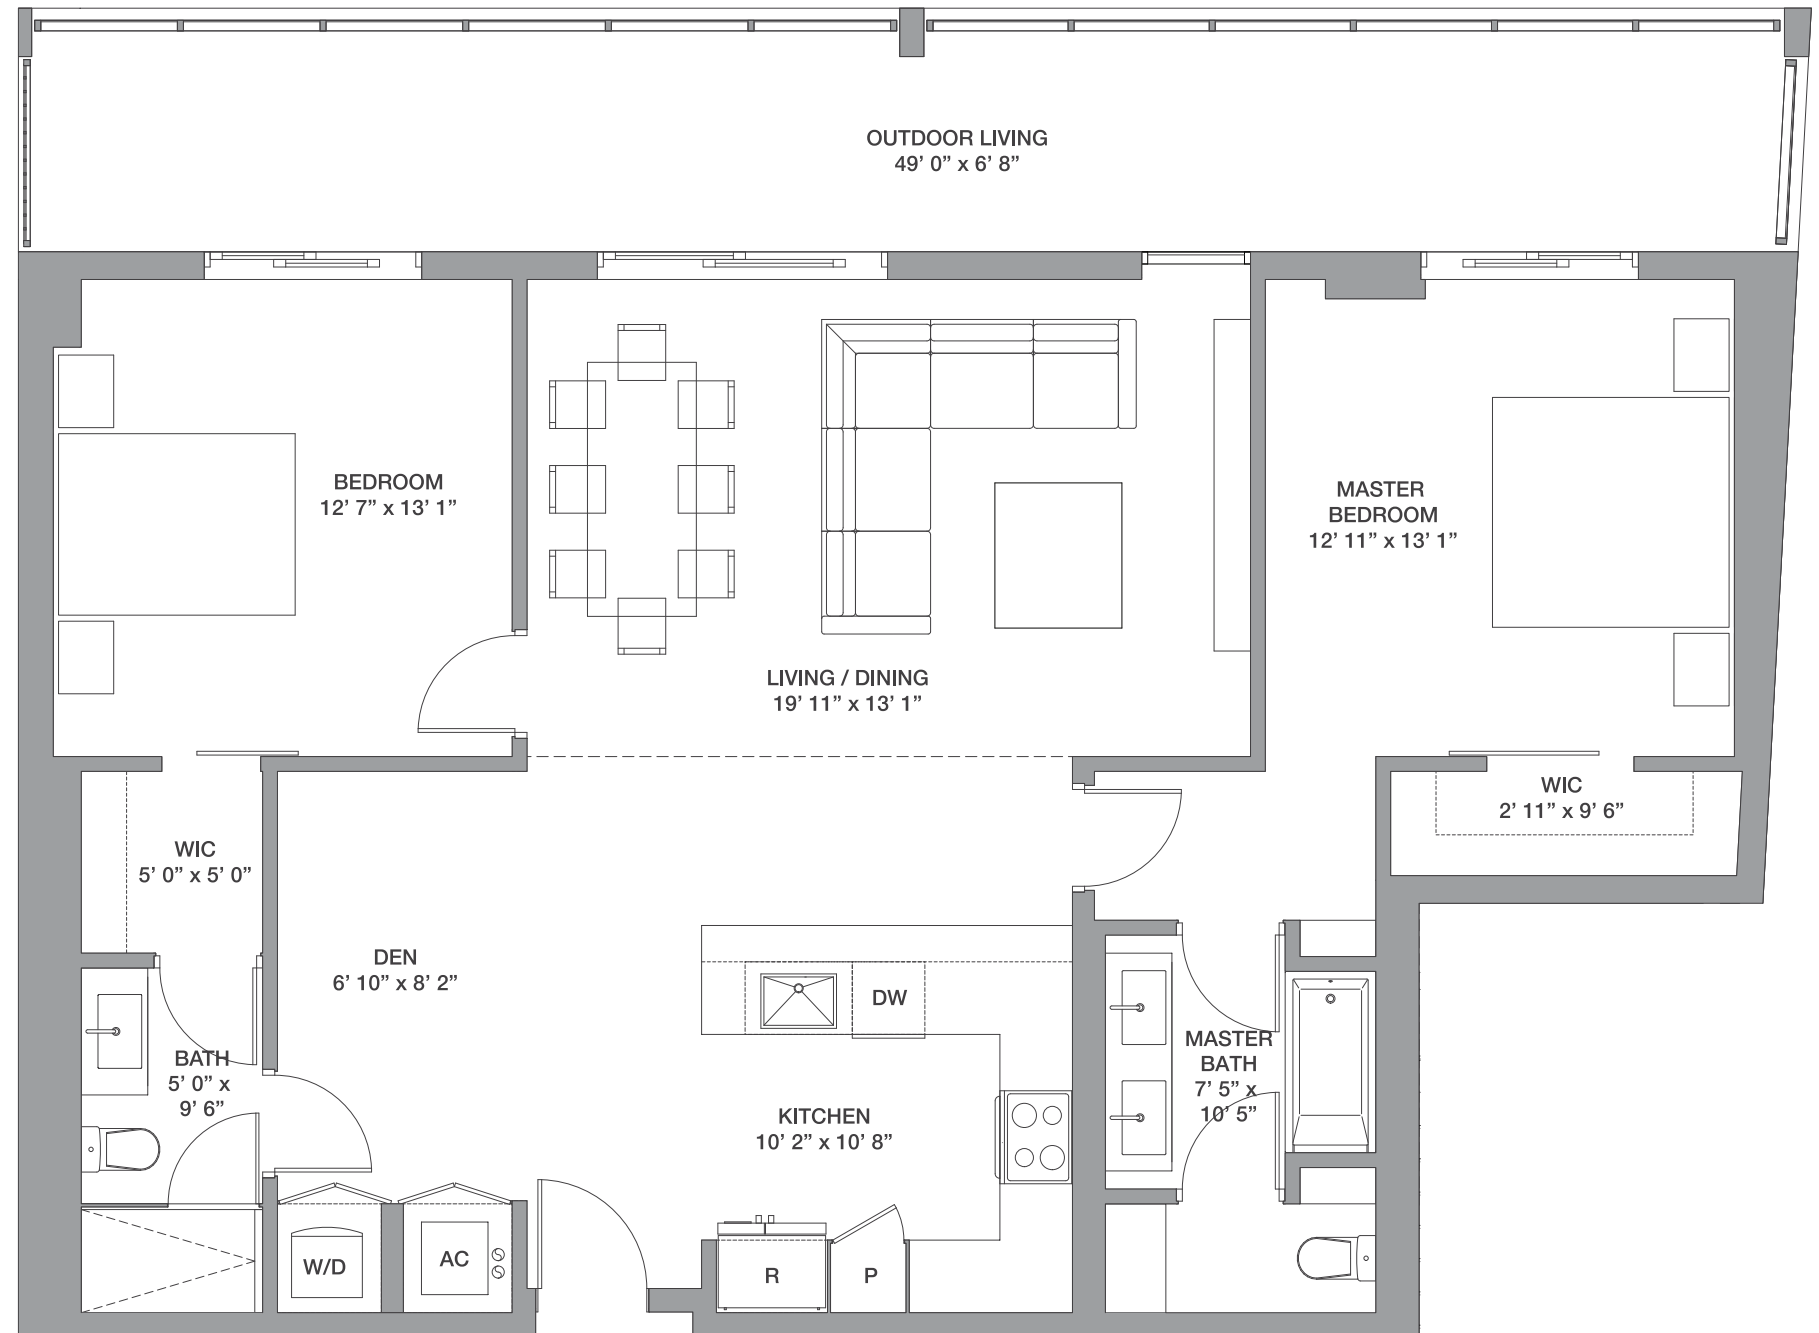 OUTDOOR LIVING
49’ 0” x 6’ 8”
BEDROOM
12’ 7” x 13’ 1”
MASTER
BEDROOM
12’ 11” x 13’ 1”
LIVING / DINING
19’ 11” x 13’ 1”
WIC
2’ 11” x 9’ 6”
WIC
5’ 0” x 5’ 0”
DEN
6’ 10” x 8’ 2”
DW
MASTER
BATH
7’ 5” x
10’ 5”
BATH
5’ 0” x
9’ 6”
KITCHEN
10’ 2” x 10’ 8”
W/D
AC
R
P